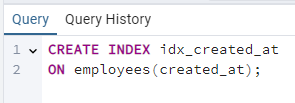 Query Query History
1 CREATE INDEX idx_created_at
2 ON employees(created_at);